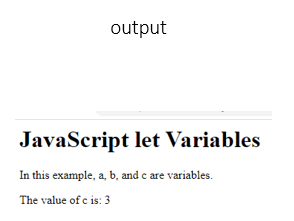 output
JavaScript let Variables
In this example, a, b, and c are variables.
The value of c is: 3